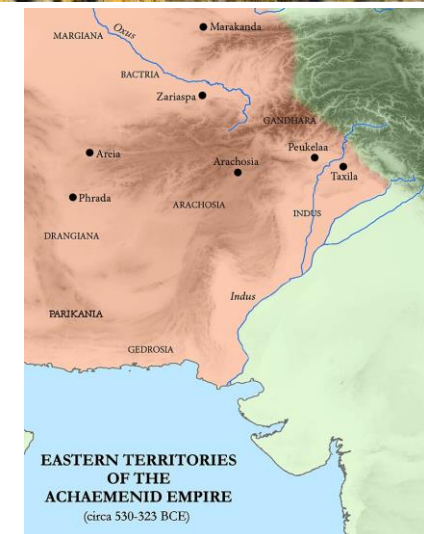 Marakanda
MARGIANA
Oxus
BACTRIA
Zariaspa
GANDHARA
Peukelaa
Areia
Arachosia
Taxila
Phrada
ARACHOSIA
INDUS
DRANGIANA
Indus
PARIKANIA
GEDROSIA
EASTERN TERRITORIES
OF THE
ACHAEMENID EMPIRE
(circa 530-323 BCE)